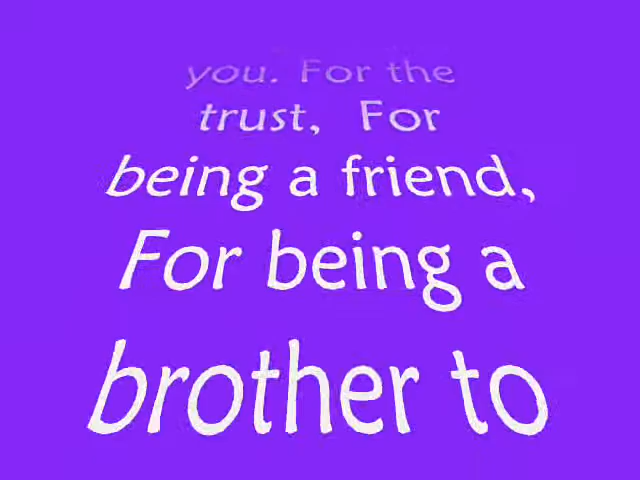 you. For the
trust, For
being a friend,
For being a
brother to